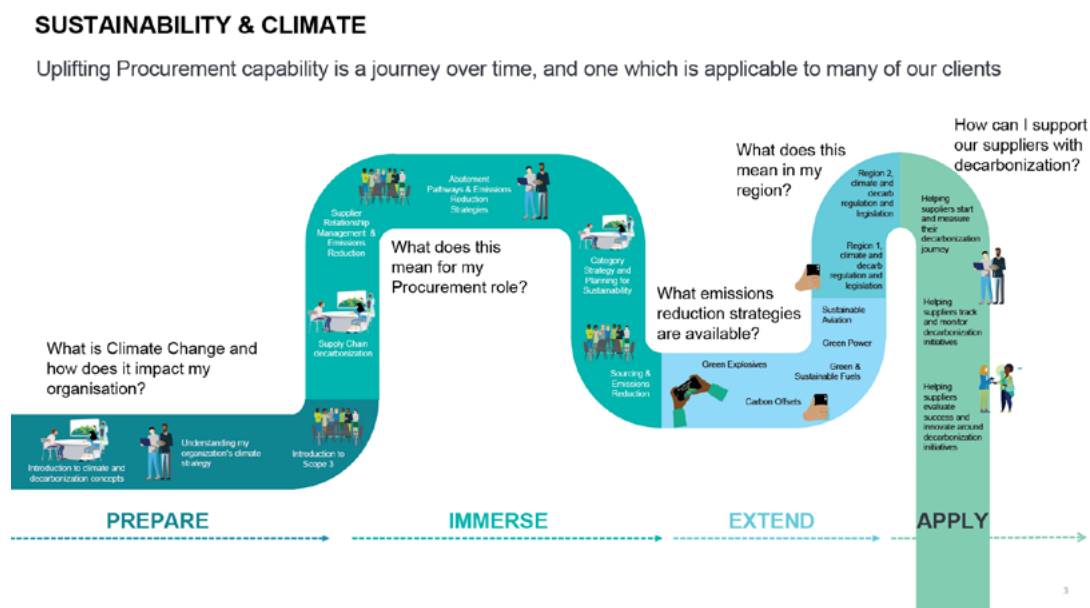 SUSTAINABILITY & CLIMATE
Uplifting Procurement capability is a journey over time, and one which is applicable to many of our clients
What is Climate Change and
how does it impact my
organisation?
Introduction to climate and
decarbonization concepts
Understanding my
organization's climate
strategy
Introduction to
Scope 3
Supply Chain
decarbonization
Supplier
Relationship
Management &
Emissions
Reduction
Abatement
Pathways & Emissions
Reduction
Strategies
What does this
mean for my
Procurement role?
Category
Strategy and
Planning for
Sustainability
Sourcing &
Emissions
Reduction
What emissions
reduction strategies
are available?
Green Explosives
Carbon Offsets
Green &
Sustainable Fuels
Green Power
Sustainable
Aviation
What does this
mean in my
region?
Region 1,
climate and
decarb
regulation and
legislation
Region 2,
climate and
decarb
regulation and
legislation
How can I support
our suppliers with
decarbonization?
Helping
suppliers start
and measure
their
decarbonization
journey
Helping
suppliers track
and monitor
decarbonization
initiatives
Helping
suppliers
evaluate
success and
innovate around
decarbonization
initiatives
PREPARE
IMMERSE
EXTEND
APPLY
3